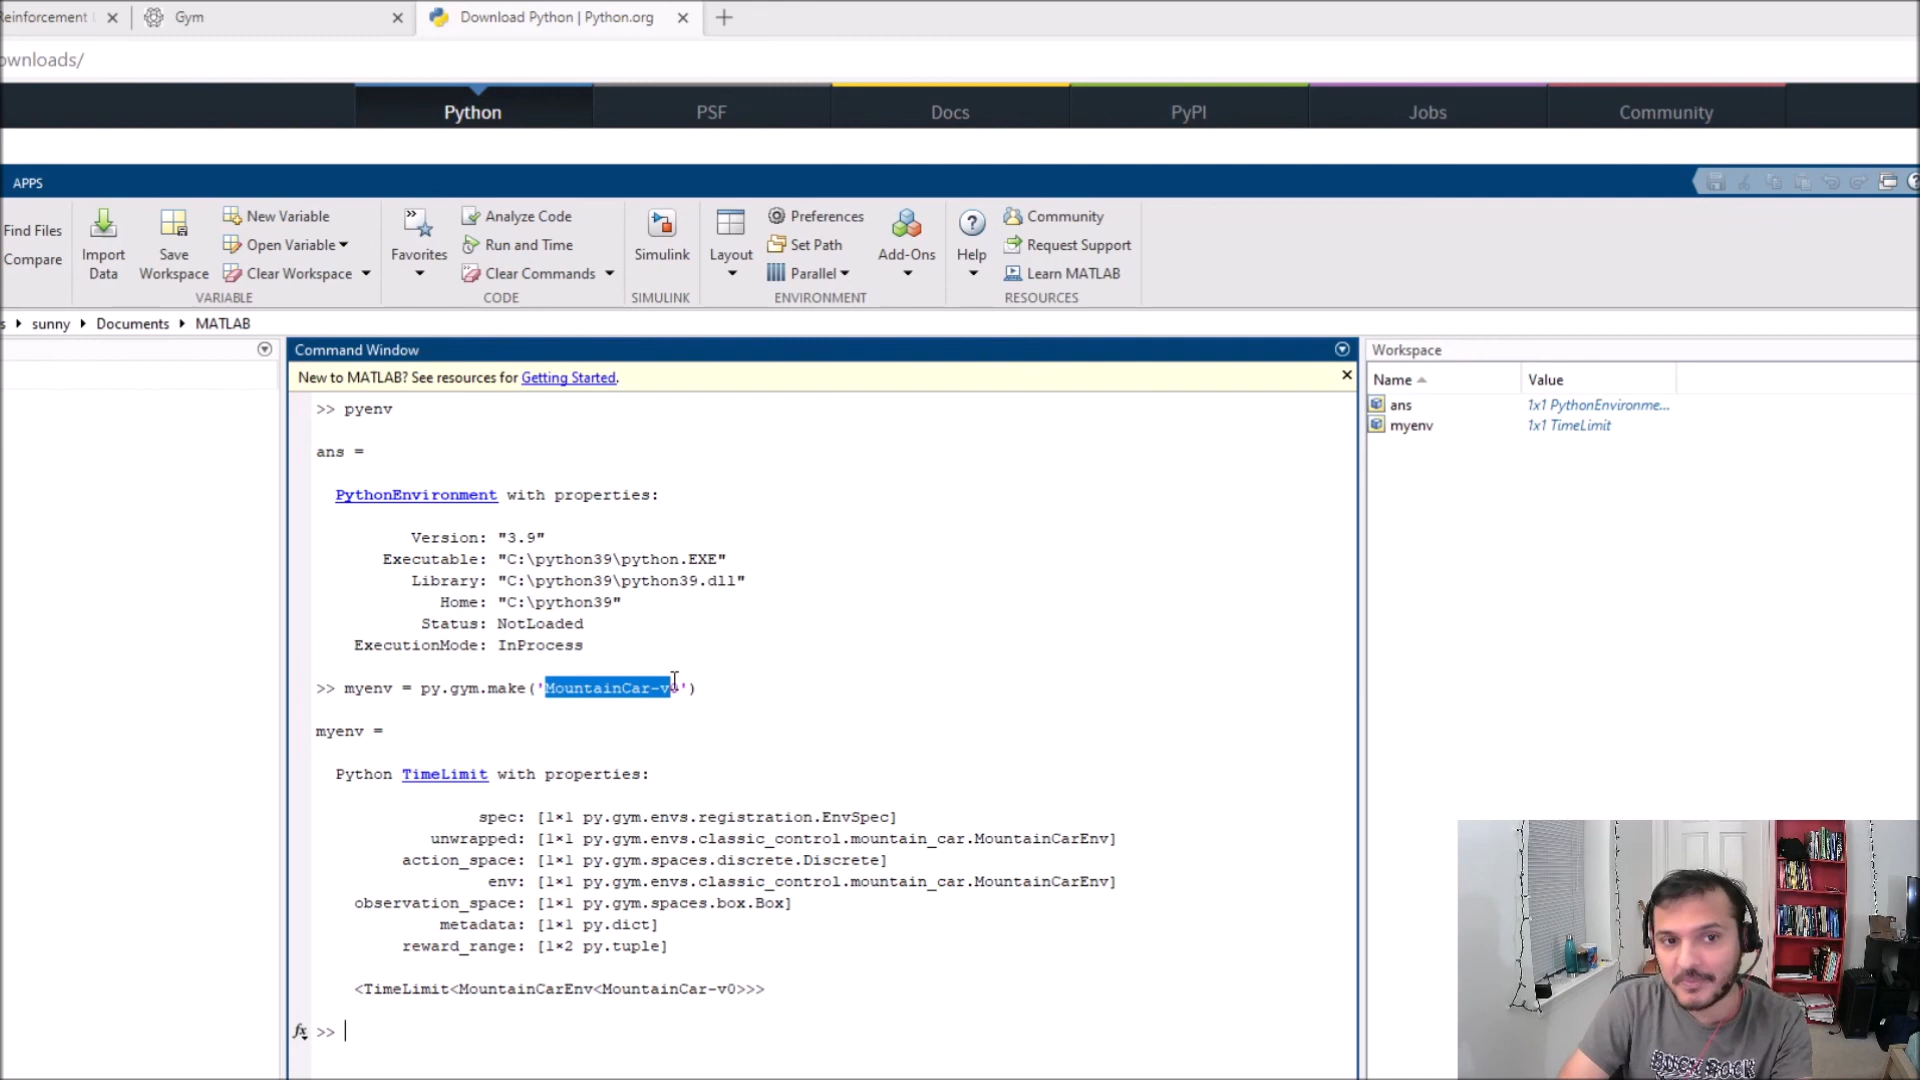 Reinforcement
Gym
Download Python | Python.org
ownloads/
Python
PSF
Docs
PyPI
Jobs
Community
APPS
Find Files
Compare
Import Data
Save Workspace
New Variable
Open Variable
Clear Workspace
VARIABLE
Favorites
Analyze Code
Run and Time
Clear Commands
CODE
Simulink
SIMULINK
Layout
Preferences
Set Path
Parallel
Add-Ons
ENVIRONMENT
Help
Community
Request Support
Learn MATLAB
RESOURCES
s ▸ sunny ▸ Documents ▸ MATLAB
Command Window
New to MATLAB? See resources for Getting Started.
>> pyenv
ans =
PythonEnvironment with properties:
Version: "3.9"
Executable: "C:\python39\python.EXE"
Library: "C:\python39\python39.dll"
Home: "C:\python39"
Status: NotLoaded
ExecutionMode: InProcess
>> myenv = py.gym.make('MountainCar-v0')
myenv =
Python TimeLimit with properties:
spec: [1×1 py.gym.envs.registration.EnvSpec]
unwrapped: [1×1 py.gym.envs.classic_control.mountain_car.MountainCarEnv]
action_space: [1×1 py.gym.spaces.discrete.Discrete]
env: [1×1 py.gym.envs.classic_control.mountain_car.MountainCarEnv]
observation_space: [1×1 py.gym.spaces.box.Box]
metadata: [1×1 py.dict]
reward_range: [1×2 py.tuple]
<TimeLimit<MountainCarEnv<MountainCar-v0>>>
fx >>
Workspace
Name Value
ans 1x1 PythonEnvironme...
myenv 1x1 TimeLimit